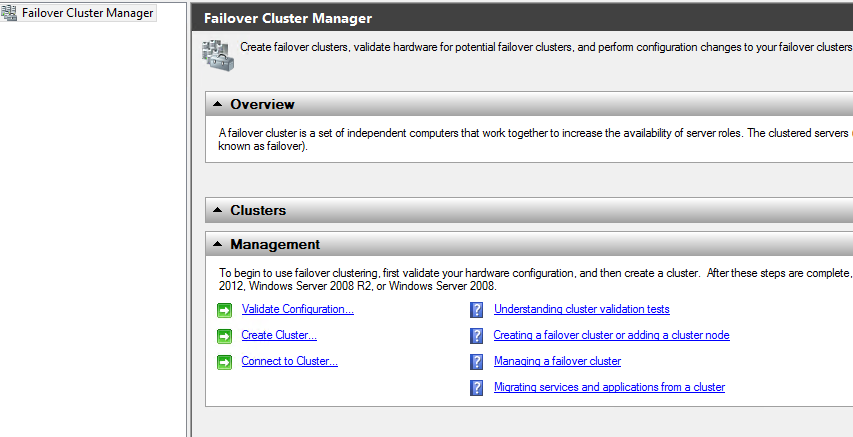 Failover Cluster Manager
Failover Cluster Manager
Create failover clusters, validate hardware for potential failover clusters, and perform configuration changes to your failover clusters
Overview
A failover cluster is a set of independent computers that work together to increase the availability of server roles. The clustered servers (
known as failover).
Clusters
Management
To begin to use failover clustering, first validate your hardware configuration, and then create a cluster. After these steps are complete,
2012, Windows Server 2008 R2, or Windows Server 2008.
Validate Configuration...
Understanding cluster validation tests
Create Cluster...
Creating a failover cluster or adding a cluster node
Connect to Cluster...
Managing a failover cluster
Migrating services and applications from a cluster